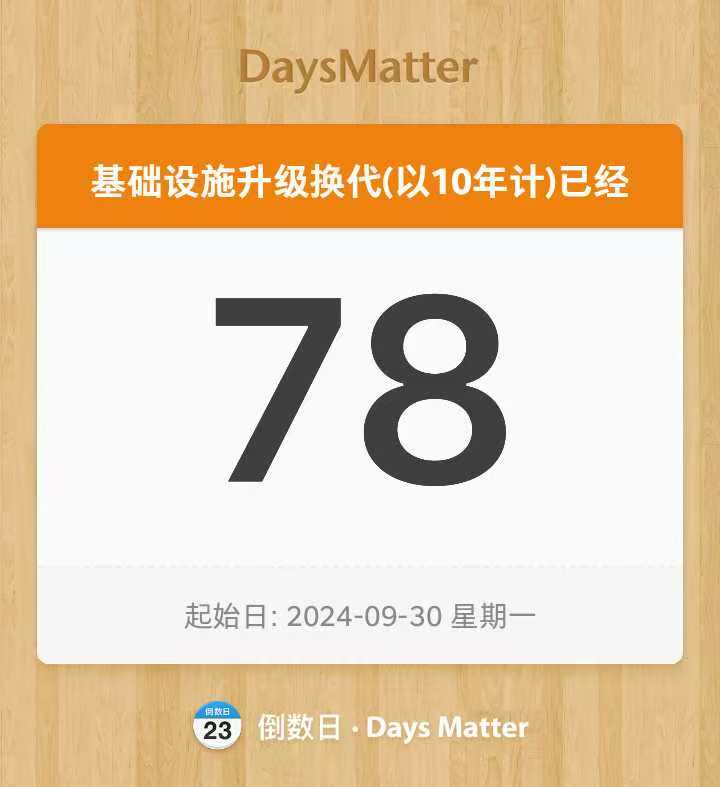 DaysMatter
基础设施升级换代(以10年计)已经
78
起始日: 2024-09-30 星期一
倒数日
23
倒数日 · Days Matter